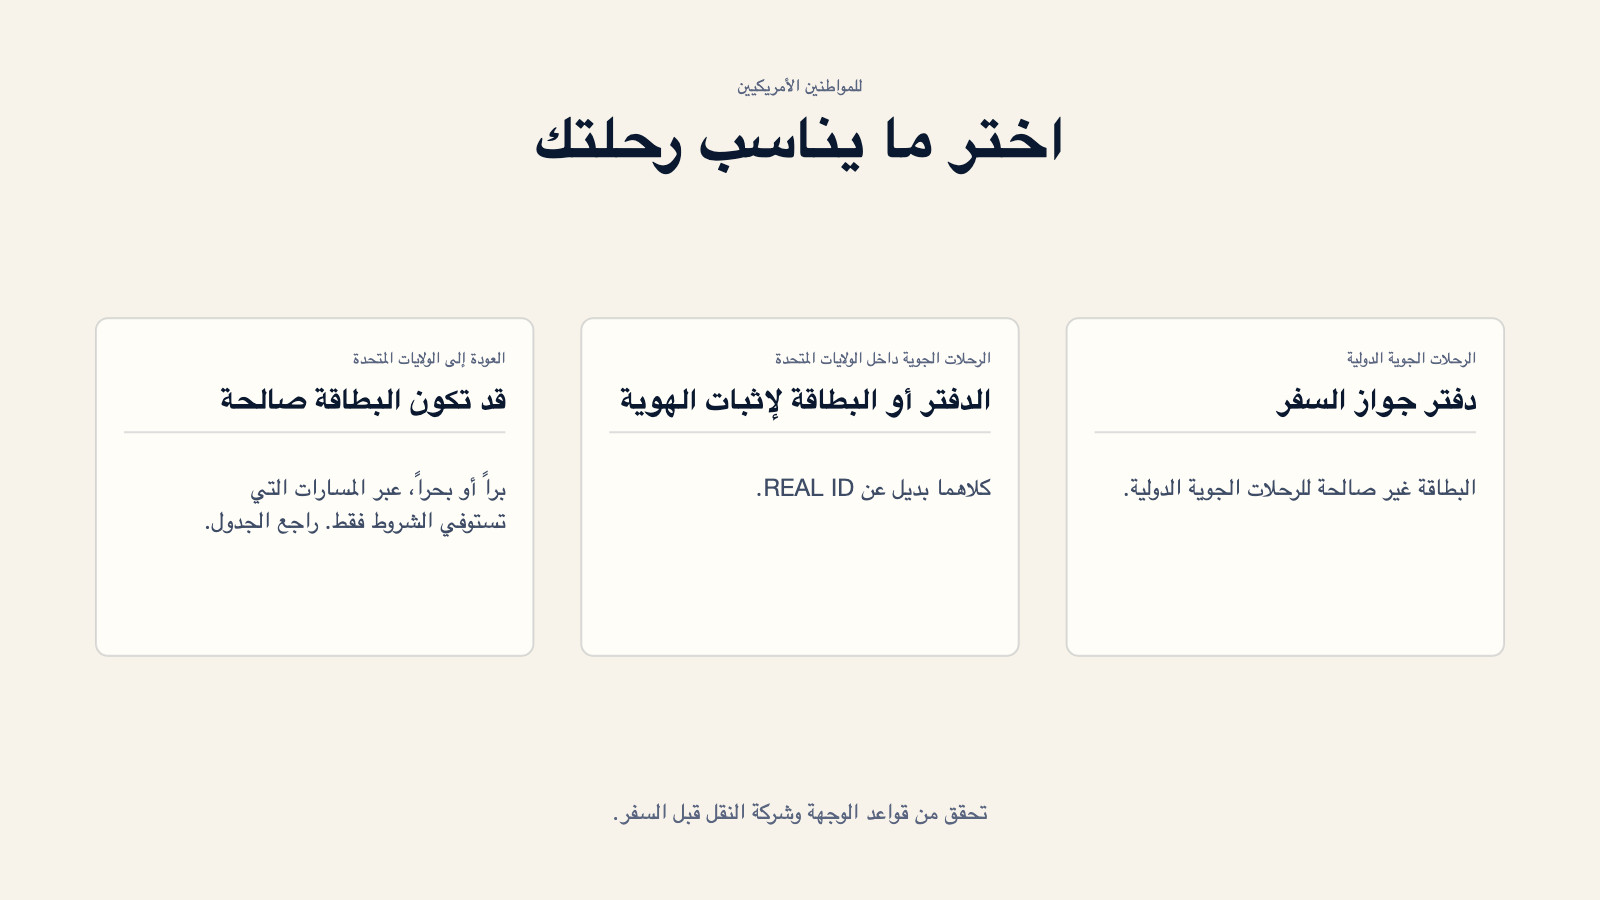 للمواطنين الأمريكيين
اختر ما يناسب رحلتك
الرحلات الجوية الدولية
دفتر جواز السفر
البطاقة غير صالحة للرحلات الجوية الدولية.
الرحلات الجوية داخل الولايات المتحدة
الدفتر أو البطاقة لإثبات الهوية
كلاهما بديل عن REAL ID.
العودة إلى الولايات المتحدة
قد تكون البطاقة صالحة
براً أو بحراً، عبر المسارات التي
تستوفي الشروط فقط. راجع الجدول.
تحقق من قواعد الوجهة وشركة النقل قبل السفر.